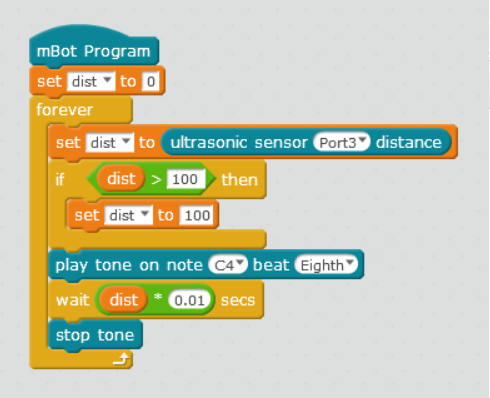 mBot Program
set dist to 0
forever
set dist to ultrasonic sensor Port3 distance
if dist > 100 then
set dist to 100
play tone on note C4 beat Eighth
wait dist * 0.01 secs
stop tone